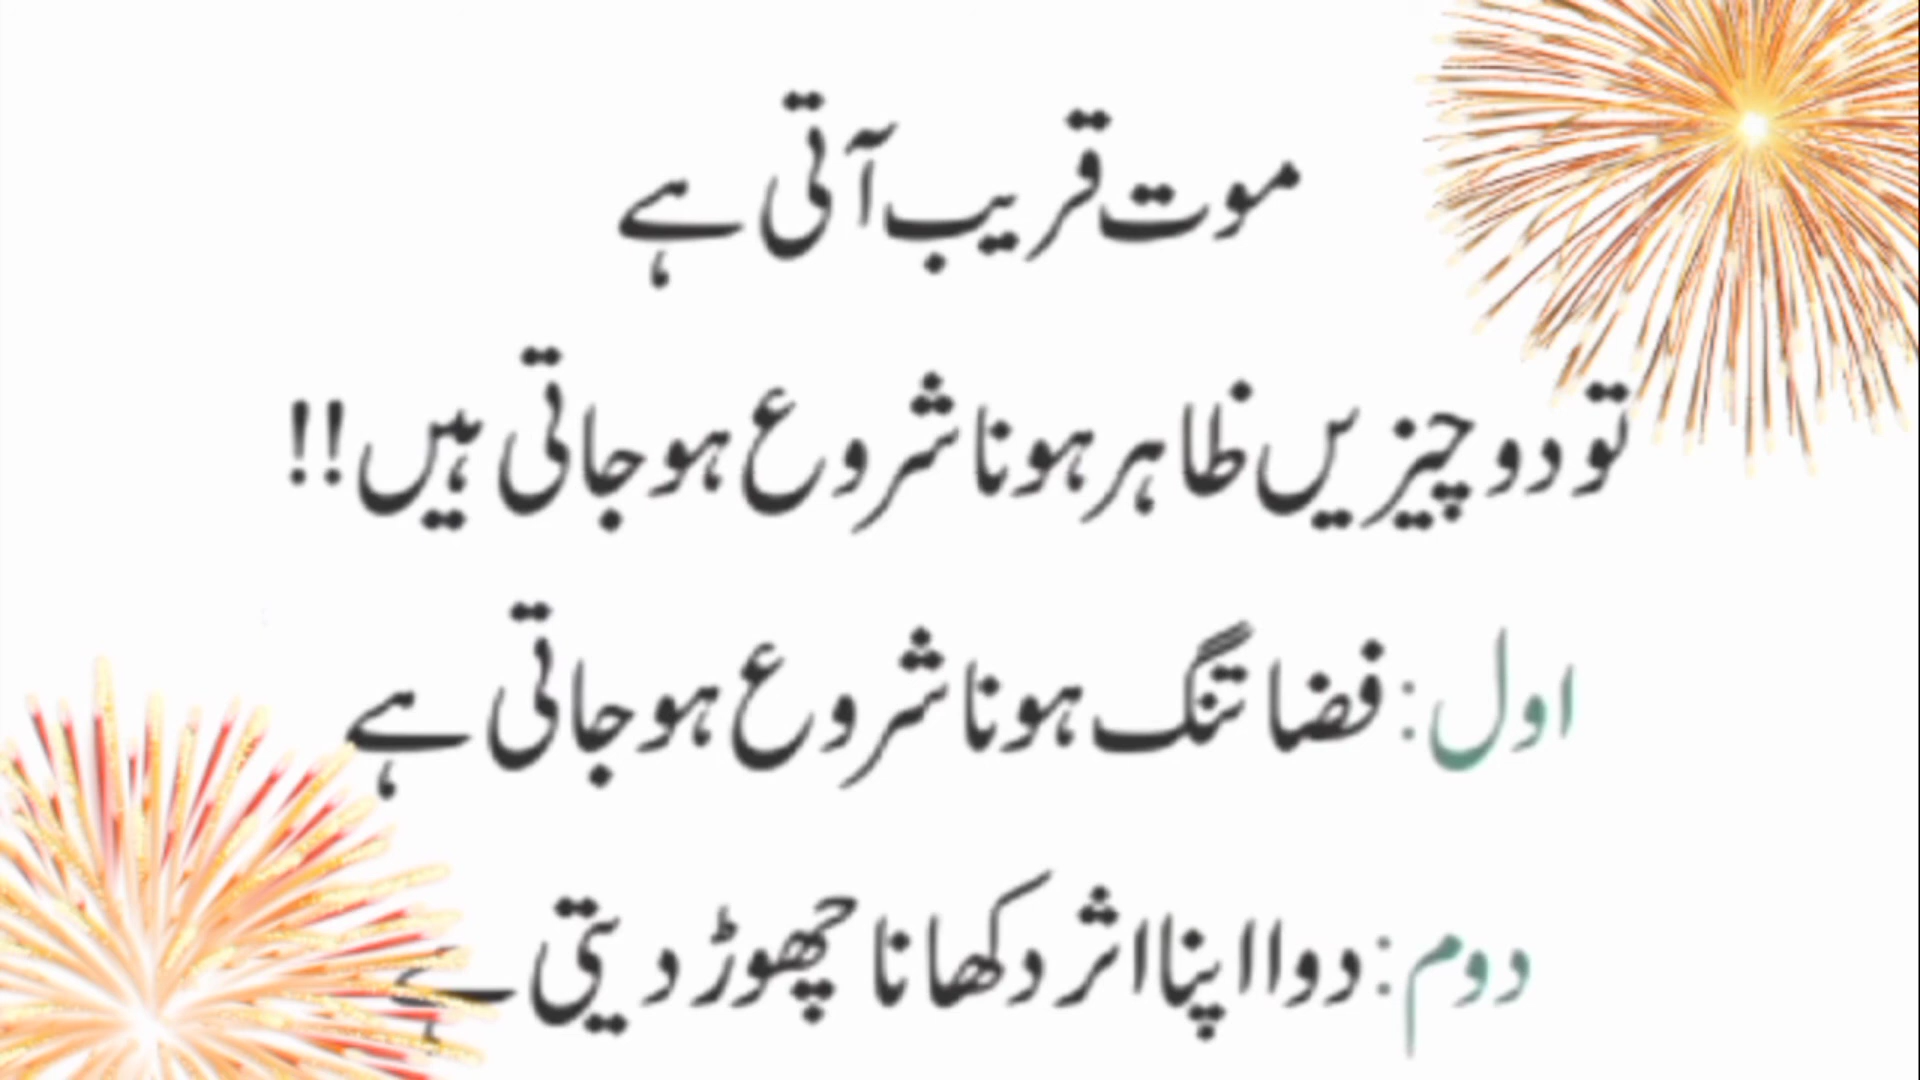 موت قریب آتی ہے
تو دو چیزیں ظاہر ہونا شروع ہو جاتی ہیں!!
اول: فضا تنگ ہونا شروع ہو جاتی ہے
دوم: دوا اپنا اثر دکھانا چھوڑ دیتی ہے